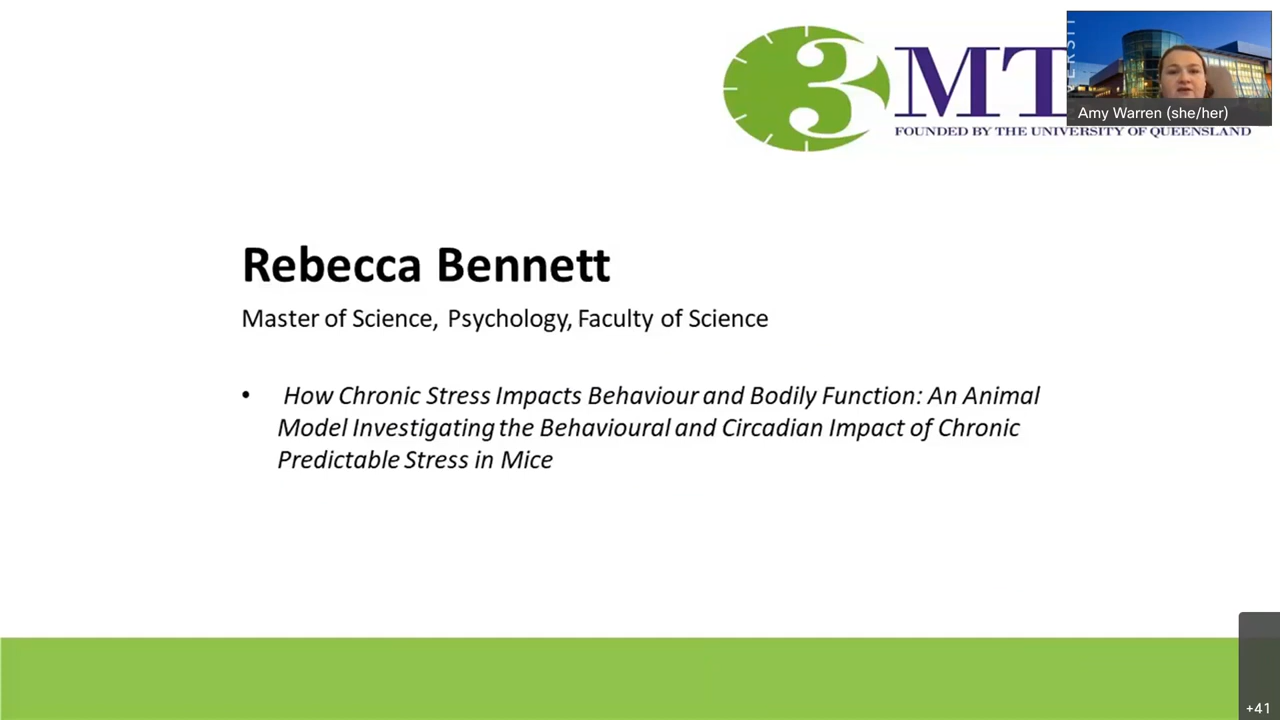 3MT
FOUNDED BY THE UNIVERSITY OF QUEENSLAND
Amy Warren (she/her)
Rebecca Bennett
Master of Science, Psychology, Faculty of Science
• How Chronic Stress Impacts Behaviour and Bodily Function: An Animal
Model Investigating the Behavioural and Circadian Impact of Chronic
Predictable Stress in Mice
+41